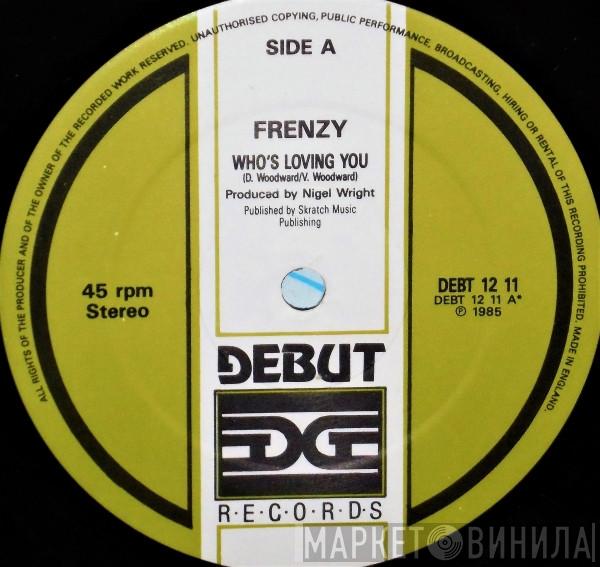 ALL RIGHTS OF THE PRODUCER AND OF THE OWNER OF THE RECORDED WORK RESERVED. UNAUTHORISED COPYING, PUBLIC PERFORMANCE, BROADCASTING, HIRING OR RENTAL OF THIS RECORDING PROHIBITED. MADE IN ENGLAND.
SIDE A
FRENZY
WHO'S LOVING YOU
(D. Woodward/V. Woodward)
Produced by Nigel Wright
Published by Skratch Music
Publishing
45 rpm
Stereo
DEBT 12 11
DEBT 12 11 A*
℗ 1985
DEBUT
R·E·C·O·R·D·S
МАРКЕТ ВИНИЛА